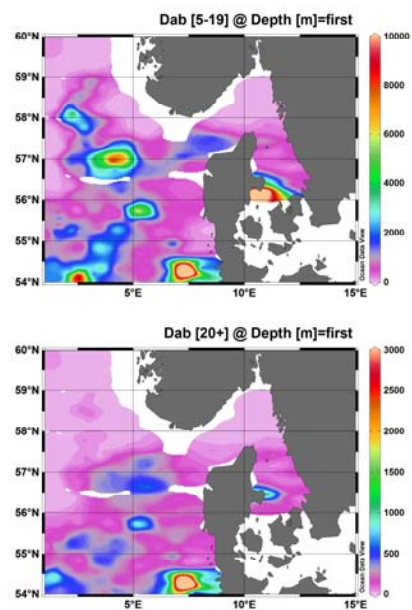 Dab [5-19] @ Depth [m]=first
60°N
59°N
58°N
57°N
56°N
55°N
54°N
5°E
10°E
15°E
10000
8000
6000
4000
2000
0
Ocean Data View
Dab [20+] @ Depth [m]=first
60°N
59°N
58°N
57°N
56°N
55°N
54°N
5°E
10°E
15°E
3000
2500
2000
1500
1000
500
0
Ocean Data View